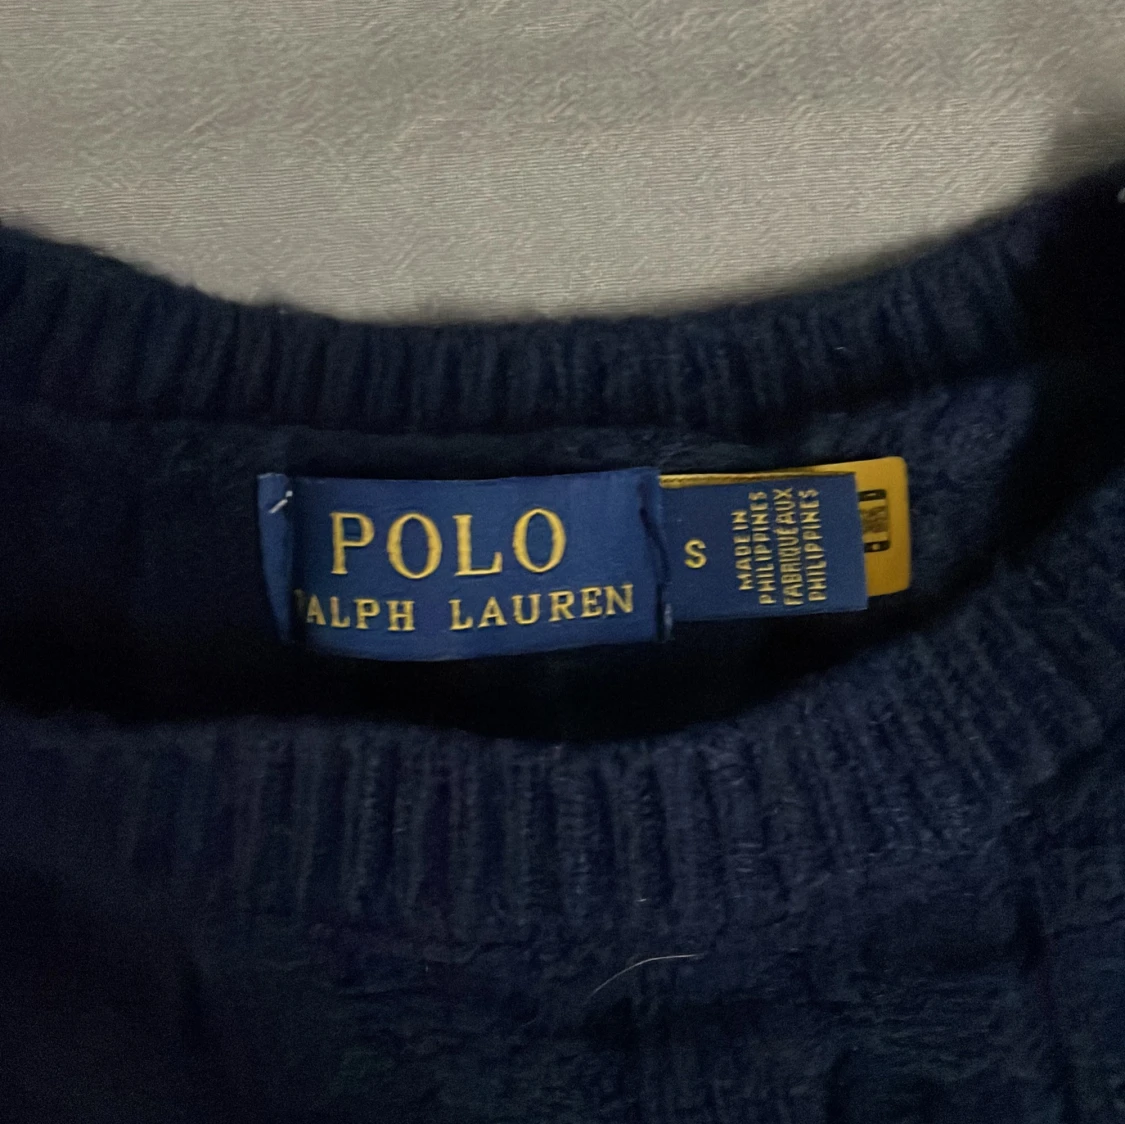 POLO
RALPH LAUREN
S
MADE IN
PHILIPPINES
FABRIQUÉ AUX
PHILIPPINES